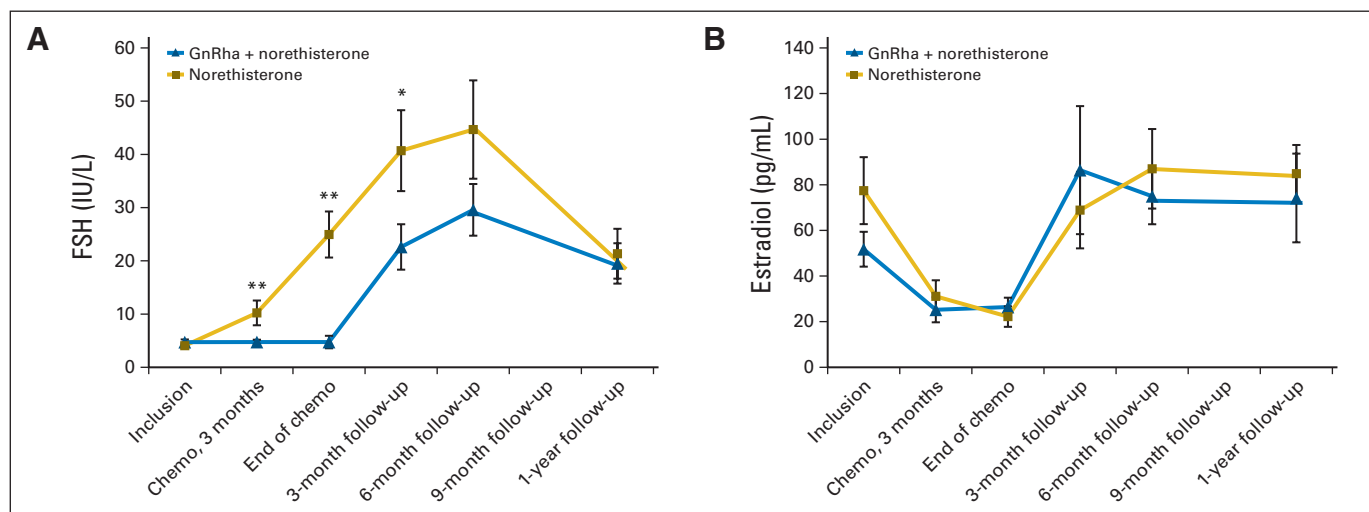 A
GnRha + norethisterone
Norethisterone
FSH (IU/L)
60
50
40
30
20
10
0
**
**
*
Inclusion
Chemo, 3 months
End of chemo
3-month follow-up
6-month follow-up
9-month follow-up
1-year follow-up
B
GnRha + norethisterone
Norethisterone
Estradiol (pg/mL)
140
120
100
80
60
40
20
0
Inclusion
Chemo, 3 months
End of chemo
3-month follow-up
6-month follow-up
9-month follow-up
1-year follow-up